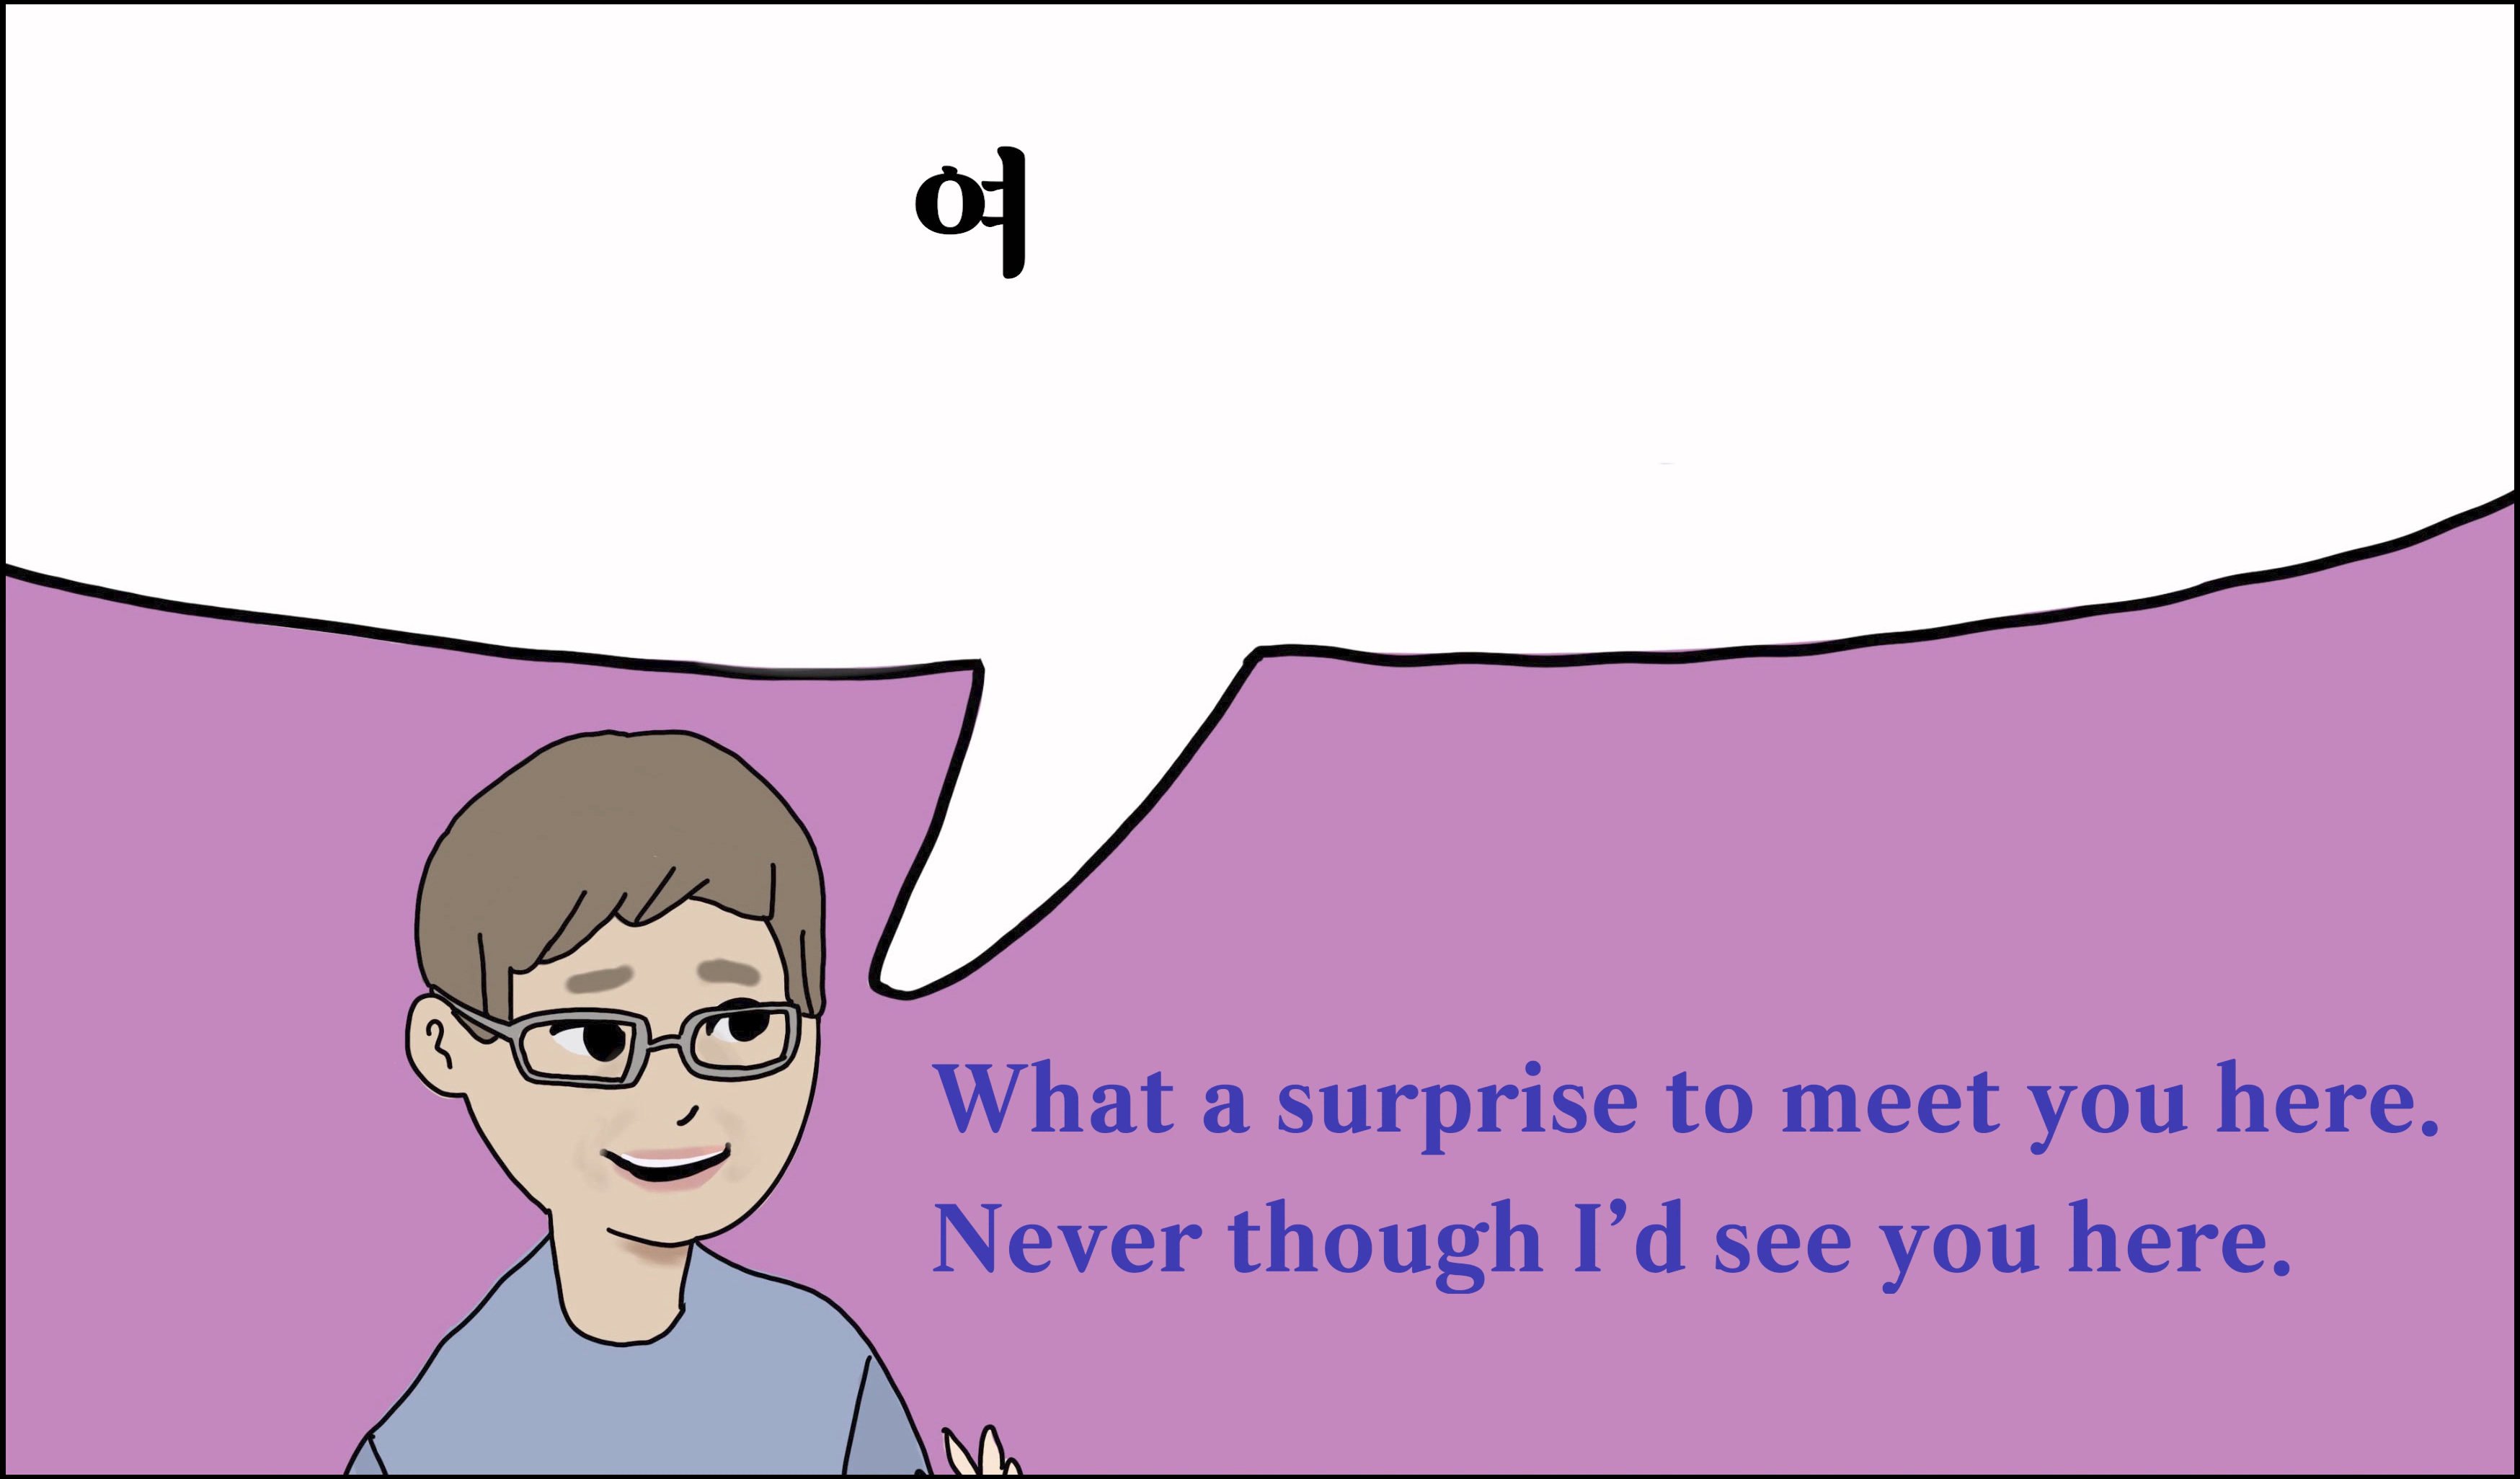 여
What a surprise to meet you here.
Never though I’d see you here.